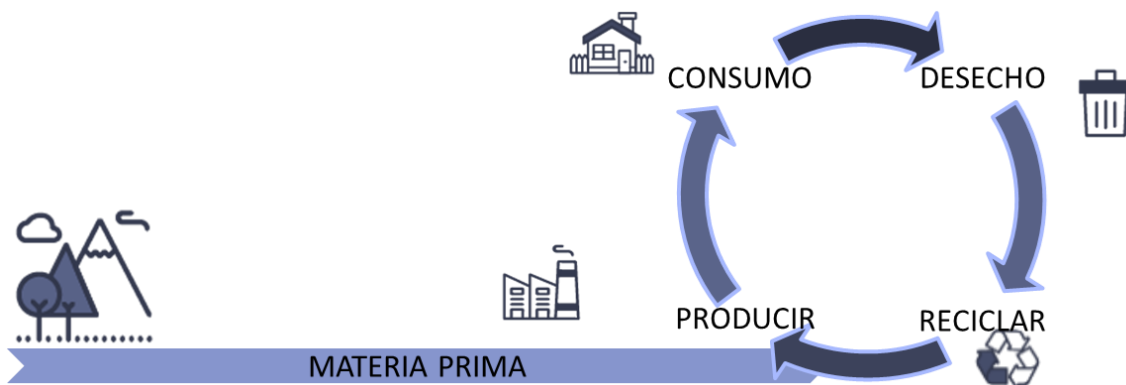 CONSUMO
DESECHO
PRODUCIR
RECICLAR
MATERIA PRIMA